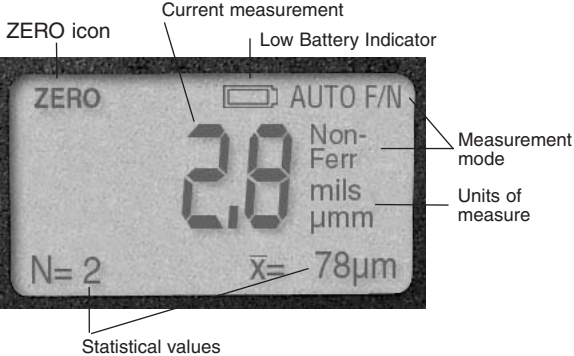 Current measurement
ZERO icon
Low Battery Indicator
ZERO
AUTO F/N
2.8
Non-
Ferr
mils
µmm
Measurement
mode
Units of
measure
N= 2
x̅= 78µm
Statistical values